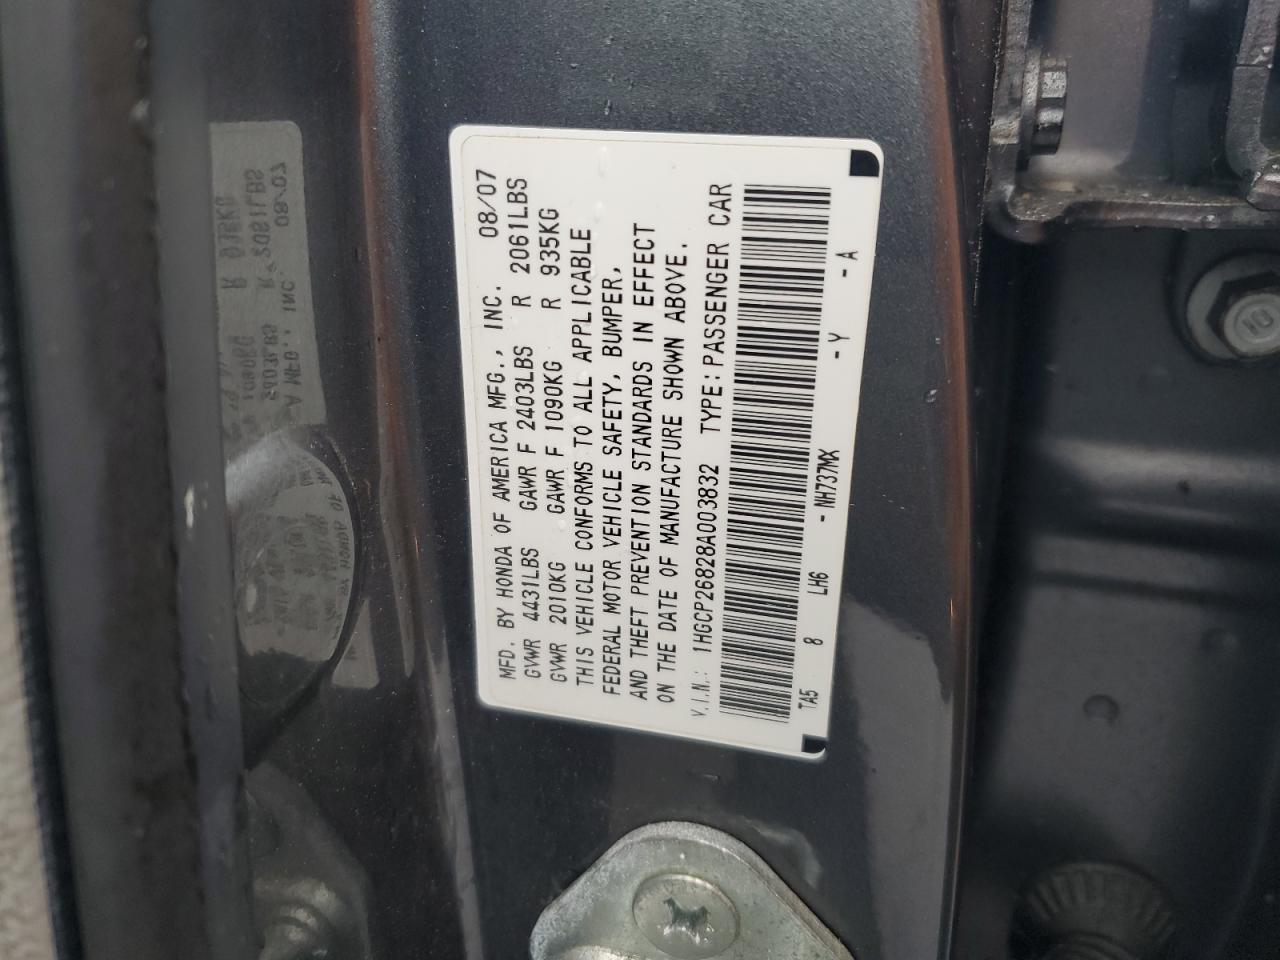 MFD. BY HONDA OF AMERICA MFG., INC. 08/07
GVWR 4431LBS GAWR F 2403LBS R 2061LBS
GVWR 2010KG GAWR F 1090KG R 935KG
THIS VEHICLE CONFORMS TO ALL APPLICABLE
FEDERAL MOTOR VEHICLE SAFETY, BUMPER,
AND THEFT PREVENTION STANDARDS IN EFFECT
ON THE DATE OF MANUFACTURE SHOWN ABOVE.
V.I.N.: 1HGCP26828A003832 TYPE: PASSENGER CAR
TA5 8 LH6 - NH737MX - Y - A
10